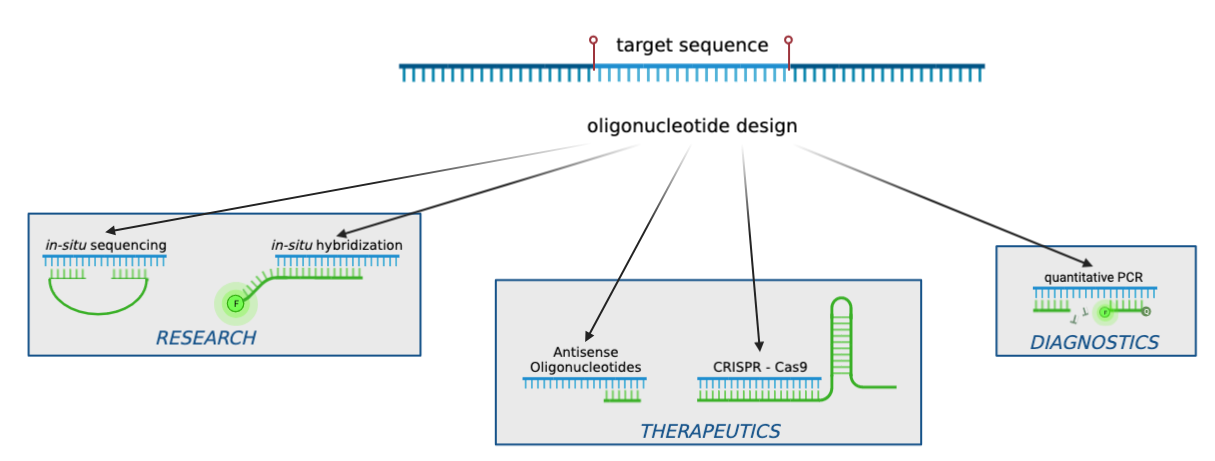 target sequence
oligonucleotide design
in-situ sequencing
in-situ hybridization
F
RESEARCH
Antisense
Oligonucleotides
CRISPR - Cas9
THERAPEUTICS
quantitative PCR
F
Q
DIAGNOSTICS